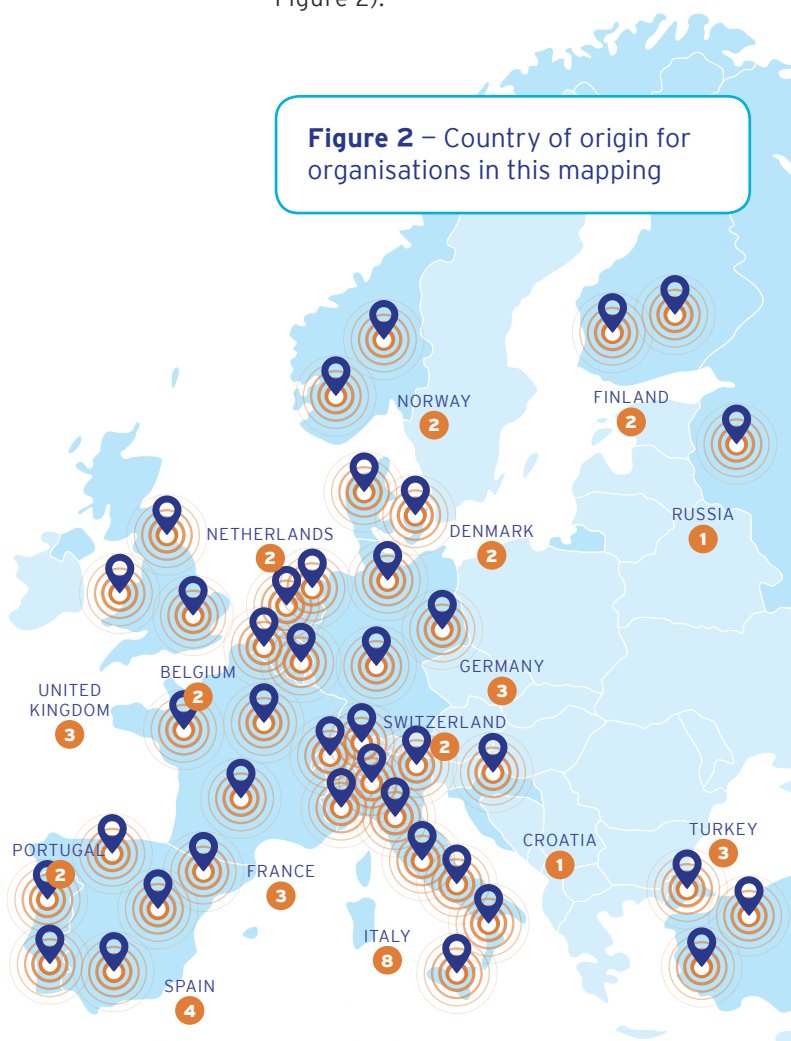 Figure 2).
Figure 2 – Country of origin for
organisations in this mapping
NORWAY
2
FINLAND
2
RUSSIA
1
NETHERLANDS
2
DENMARK
2
BELGIUM
2
GERMANY
3
UNITED
KINGDOM
3
SWITZERLAND
2
CROATIA
1
TURKEY
3
PORTUGAL
2
FRANCE
3
ITALY
8
SPAIN
4